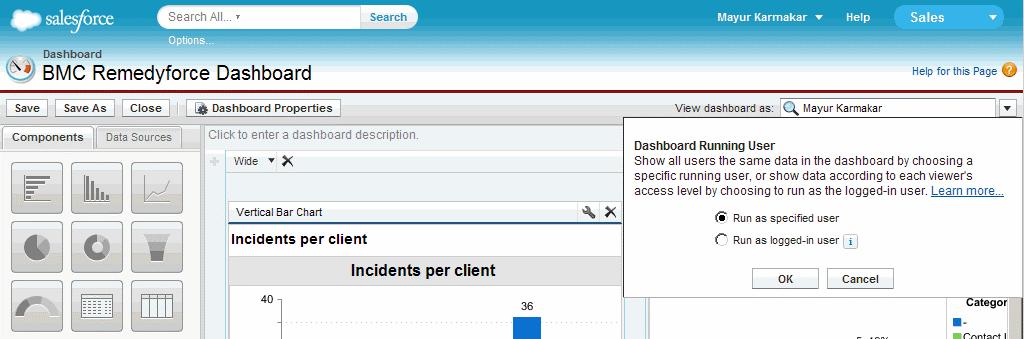 salesforce
Search All...
Search
Options...
Mayur Karmakar
Help
Sales
Dashboard
BMC Remedyforce Dashboard
Help for this Page
?
Save
Save As
Close
Dashboard Properties
View dashboard as:
Mayur Karmakar
Components
Data Sources
Click to enter a dashboard description.
Wide
Vertical Bar Chart
Incidents per client
Incidents per client
40
36
Dashboard Running User
Show all users the same data in the dashboard by choosing a
specific running user, or show data according to each viewer's
access level by choosing to run as the logged-in user. Learn more...
Run as specified user
Run as logged-in user
i
OK
Cancel
Categor
-
Contact